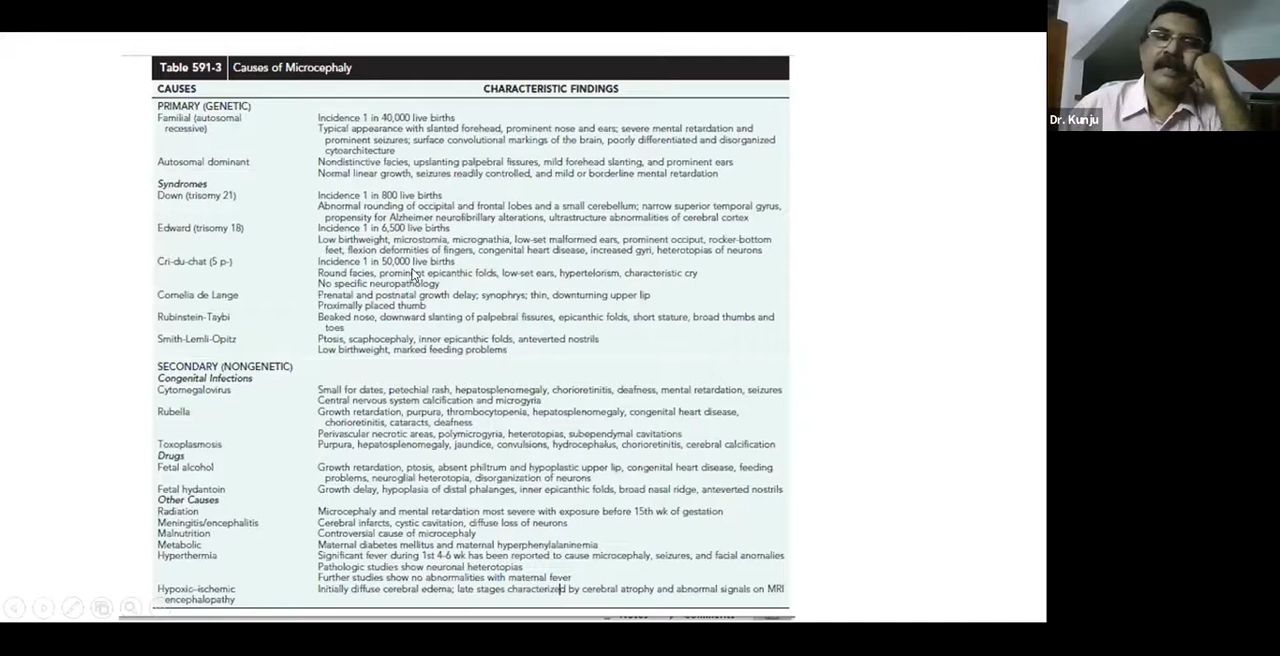 Table 591-3 Causes of Microcephaly
CAUSES CHARACTERISTIC FINDINGS
PRIMARY (GENETIC)
Familial (autosomal recessive) Incidence 1 in 40,000 live births
Typical appearance with slanted forehead, prominent nose and ears; severe mental retardation and
prominent seizures; surface convolutional markings of the brain, poorly differentiated and disorganized
cytoarchitecture
Autosomal dominant Nondistinctive facies, upslanting palpebral fissures, mild forehead slanting, and prominent ears
Normal linear growth, seizures readily controlled, and mild or borderline mental retardation
Syndromes
Down (trisomy 21) Incidence 1 in 800 live births
Abnormal rounding of occipital and frontal lobes and a small cerebellum; narrow superior temporal gyrus,
propensity for Alzheimer neurofibrillary alterations, ultrastructure abnormalities of cerebral cortex
Edward (trisomy 18) Incidence 1 in 6,500 live births
Low birthweight, microstomia, micrognathia, low-set malformed ears, prominent occiput, rocker-bottom
feet, flexion deformities of fingers, congenital heart disease, increased gyri, heterotopias of neurons
Cri-du-chat (5 p-) Incidence 1 in 50,000 live births
Round facies, prominent epicanthic folds, low-set ears, hypertelorism, characteristic cry
No specific neuropathology
Cornelia de Lange Prenatal and postnatal growth delay; synophrys; thin, downturning upper lip
Proximally placed thumb
Rubinstein-Taybi Beaked nose, downward slanting of palpebral fissures, epicanthic folds, short stature, broad thumbs and
toes
Smith-Lemli-Opitz Ptosis, scaphocephaly, inner epicanthic folds, anteverted nostrils
Low birthweight, marked feeding problems
SECONDARY (NONGENETIC)
Congenital Infections
Cytomegalovirus Small for dates, petechial rash, hepatosplenomegaly, chorioretinitis, deafness, mental retardation, seizures
Central nervous system calcification and microgyria
Rubella Growth retardation, purpura, thrombocytopenia, hepatosplenomegaly, congenital heart disease,
chorioretinitis, cataracts, deafness
Perivascular necrotic areas, polymicrogyria, heterotopias, subependymal cavitations
Toxoplasmosis Purpura, hepatosplenomegaly, jaundice, convulsions, hydrocephalus, chorioretinitis, cerebral calcification
Drugs
Fetal alcohol Growth retardation, ptosis, absent philtrum and hypoplastic upper lip, congenital heart disease, feeding
problems, neuroglial heterotopia, disorganization of neurons
Fetal hydantoin Growth delay, hypoplasia of distal phalanges, inner epicanthic folds, broad nasal ridge, anteverted nostrils
Other Causes
Radiation Microcephaly and mental retardation most severe with exposure before 15th wk of gestation
Meningitis/encephalitis Cerebral infarcts, cystic cavitation, diffuse loss of neurons
Malnutrition Controversial cause of microcephaly
Metabolic Maternal diabetes mellitus and maternal hyperphenylalaninemia
Hyperthermia Significant fever during 1st 4-6 wk has been reported to cause microcephaly, seizures, and facial anomalies
Pathologic studies show neuronal heterotopias
Further studies show no abnormalities with maternal fever
Hypoxic-ischemic encephalopathy Initially diffuse cerebral edema; late stages characterized by cerebral atrophy and abnormal signals on MRI
Dr. Kunju